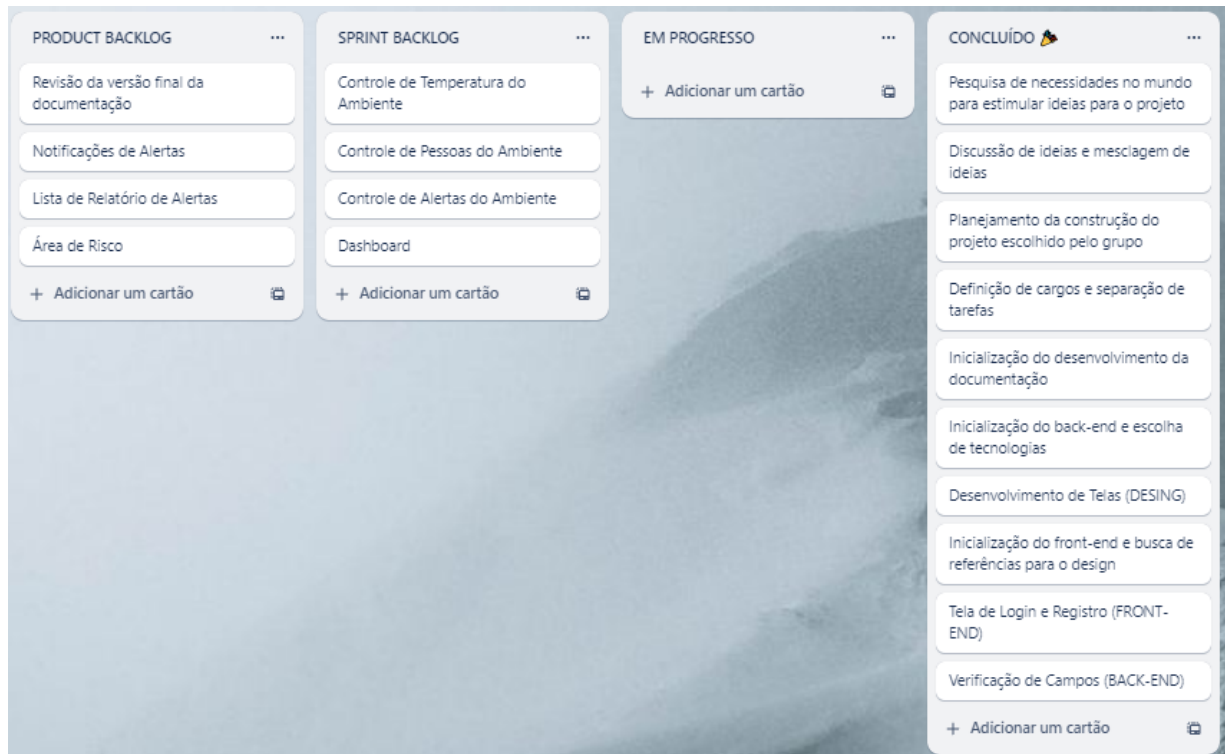 PRODUCT BACKLOG
Revisão da versão final da
documentação
Notificações de Alertas
Lista de Relatório de Alertas
Área de Risco
+ Adicionar um cartão
SPRINT BACKLOG
Controle de Temperatura do
Ambiente
Controle de Pessoas do Ambiente
Controle de Alertas do Ambiente
Dashboard
+ Adicionar um cartão
EM PROGRESSO
+ Adicionar um cartão
CONCLUÍDO 🎉
Pesquisa de necessidades no mundo
para estimular ideias para o projeto
Discussão de ideias e mesclagem de
ideias
Planejamento da construção do
projeto escolhido pelo grupo
Definição de cargos e separação de
tarefas
Inicialização do desenvolvimento da
documentação
Inicialização do back-end e escolha
de tecnologias
Desenvolvimento de Telas (DESING)
Inicialização do front-end e busca de
referências para o design
Tela de Login e Registro (FRONT-
END)
Verificação de Campos (BACK-END)
+ Adicionar um cartão